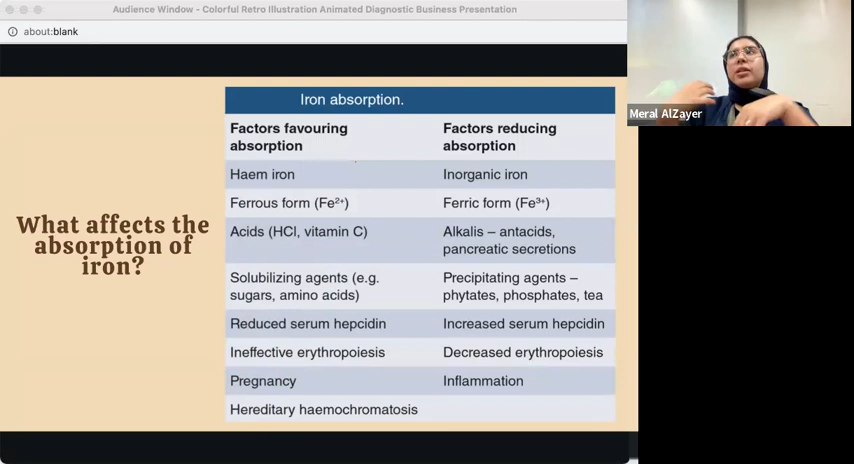 Audience Window - Colorful Retro Illustration Animated Diagnostic Business Presentation
about:blank
Meral AlZayer
What affects the
absorption of
iron?
Iron absorption.
Factors favouring
absorption
Factors reducing
absorption
Haem iron
Inorganic iron
Ferrous form (Fe²⁺)
Ferric form (Fe³⁺)
Acids (HCl, vitamin C)
Alkalis – antacids,
pancreatic secretions
Solubilizing agents (e.g.
sugars, amino acids)
Precipitating agents –
phytates, phosphates, tea
Reduced serum hepcidin
Increased serum hepcidin
Ineffective erythropoiesis
Decreased erythropoiesis
Pregnancy
Inflammation
Hereditary haemochromatosis